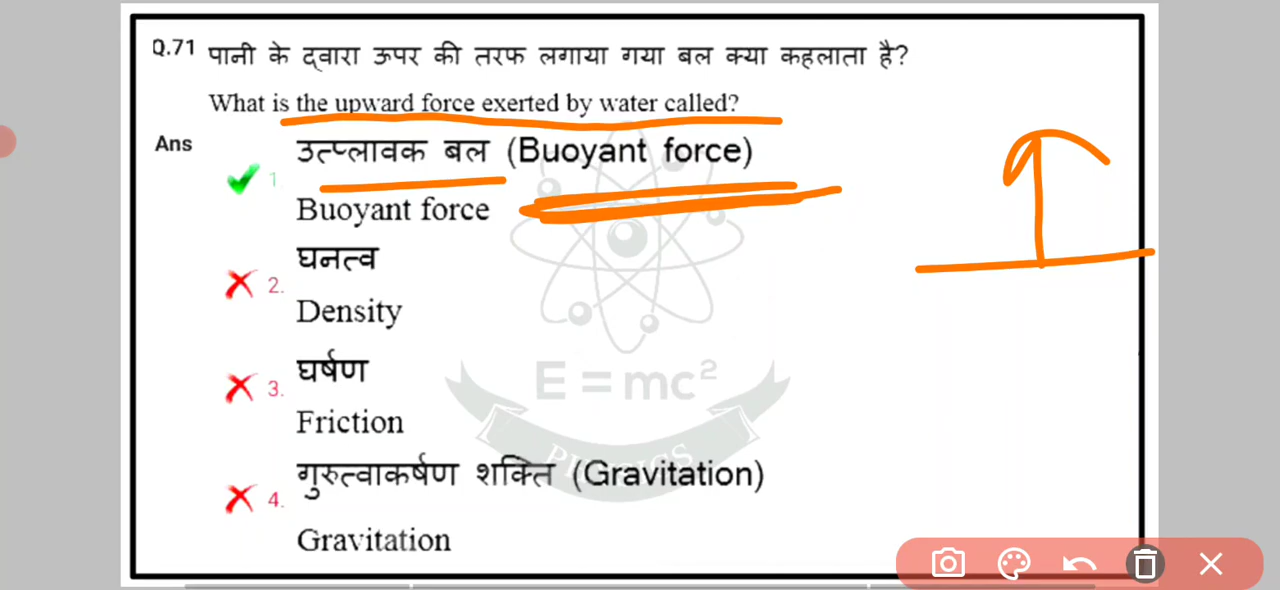 Q.71 पानी के द्वारा ऊपर की तरफ लगाया गया बल क्या कहलाता है?
What is the upward force exerted by water called?
Ans
1. उत्प्लावक बल (Buoyant force)
Buoyant force
2. घनत्व
Density
3. घर्षण
Friction
4. गुरुत्वाकर्षण शक्ति (Gravitation)
Gravitation
E = mc²
PHYSICS